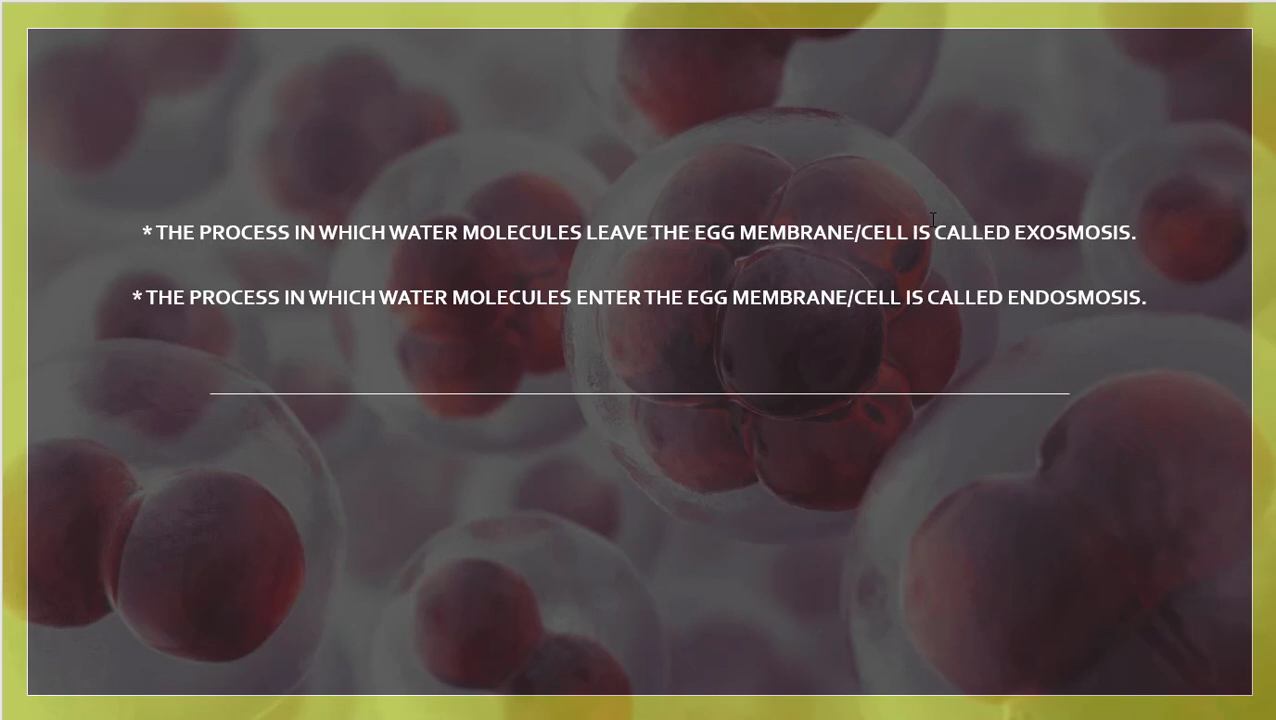 * THE PROCESS IN WHICH WATER MOLECULES LEAVE THE EGG MEMBRANE/CELL IS CALLED EXOSMOSIS.
* THE PROCESS IN WHICH WATER MOLECULES ENTER THE EGG MEMBRANE/CELL IS CALLED ENDOSMOSIS.